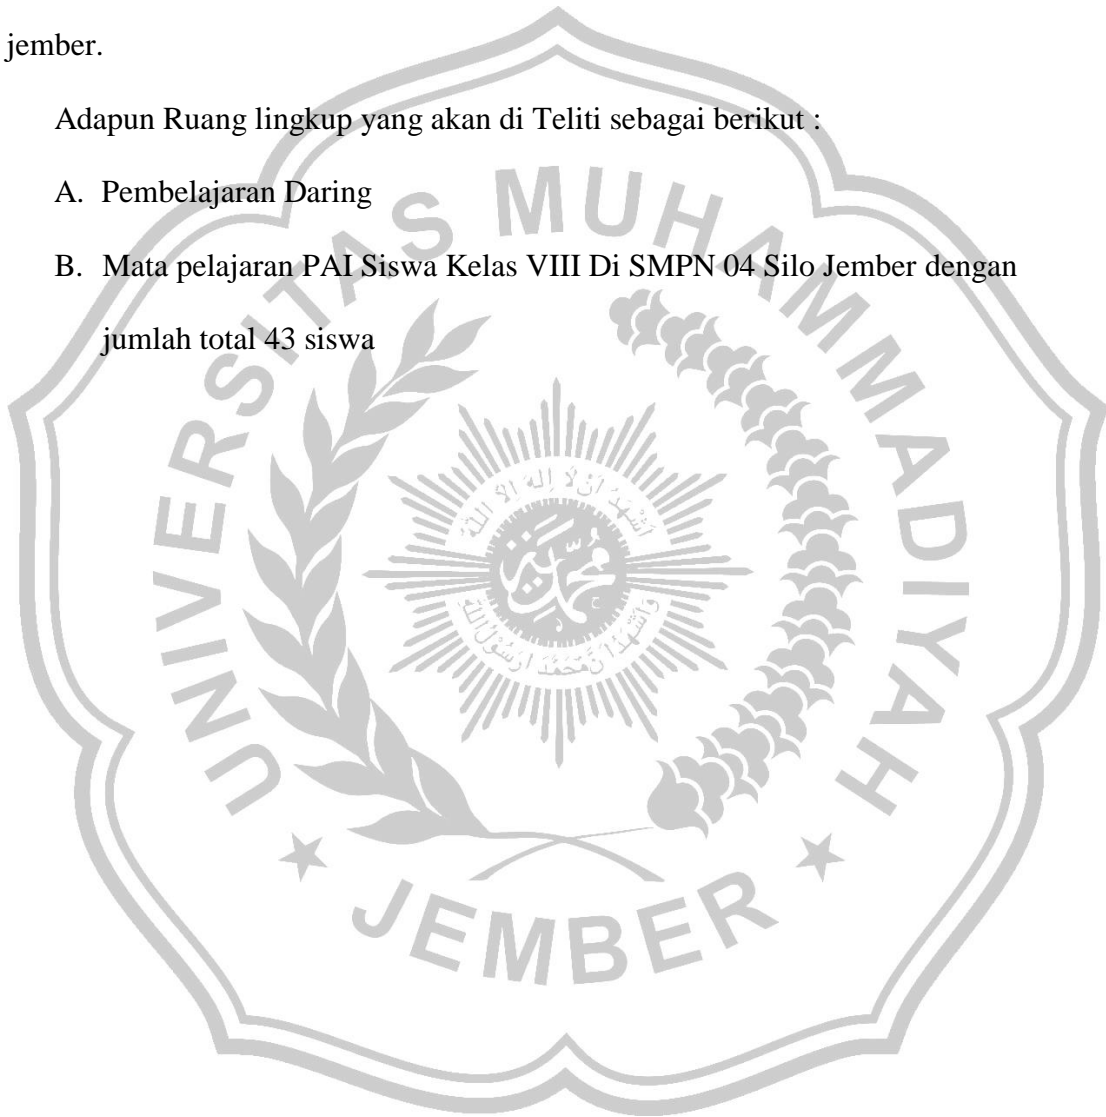 jember.
Adapun Ruang lingkup yang akan di Teliti sebagai berikut :
A. Pembelajaran Daring
B. Mata pelajaran PAI Siswa Kelas VIII Di SMPN 04 Silo Jember dengan
jumlah total 43 siswa
UNIVERSITAS MUHAMMADIYAH
JEMBER